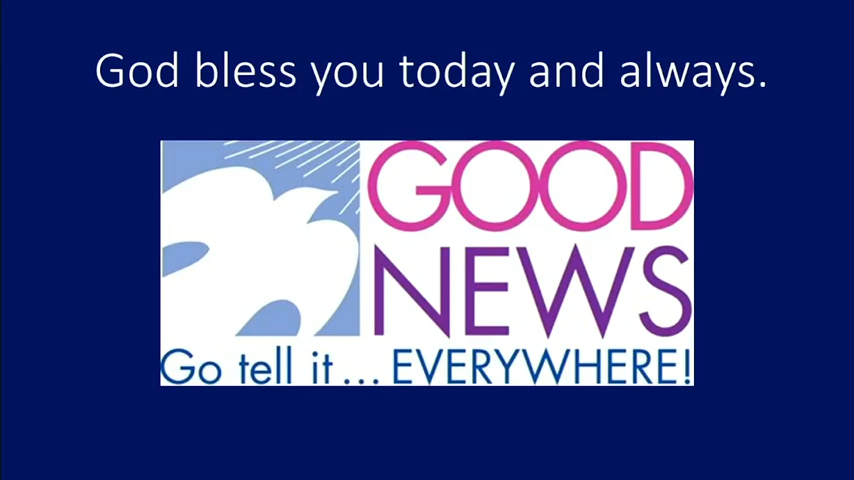 God bless you today and always.
GOOD
NEWS
Go tell it... EVERYWHERE!